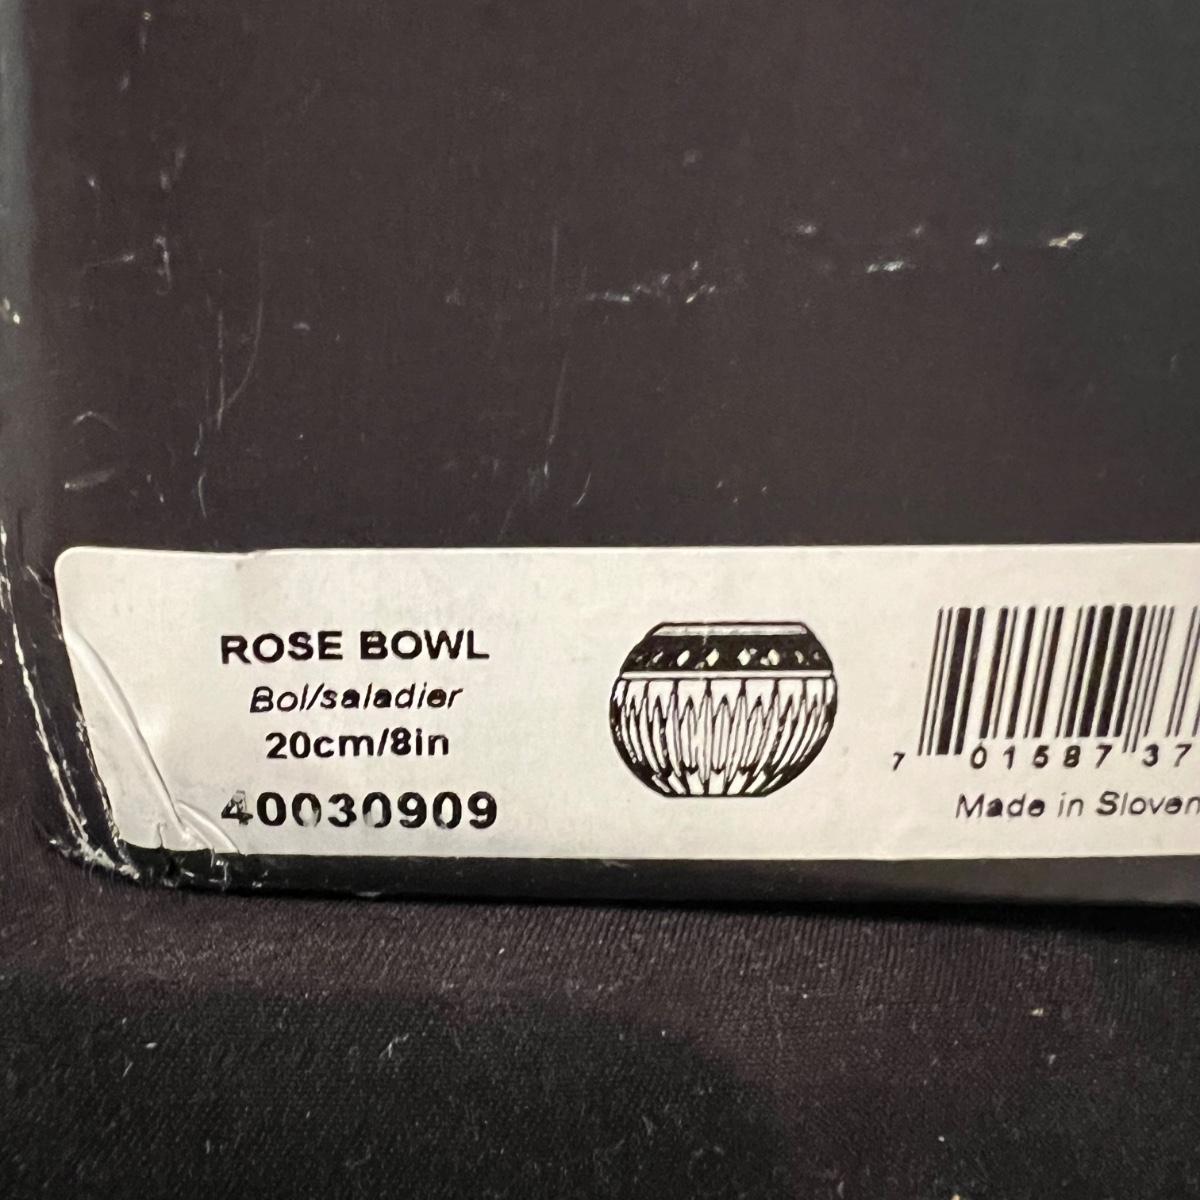 ROSE BOWL
Bol/saladier
20cm/8in
40030909
7 01587 37
Made in Sloven